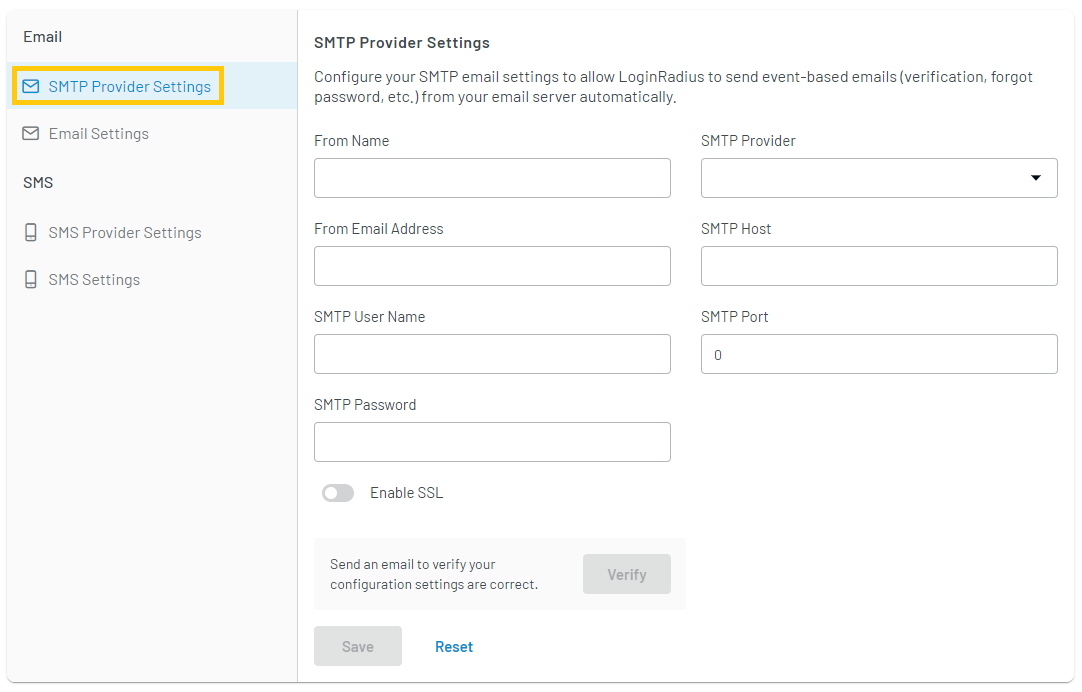 Email
SMTP Provider Settings
Email Settings
SMS
SMS Provider Settings
SMS Settings
SMTP Provider Settings
Configure your SMTP email settings to allow LoginRadius to send event-based emails (verification, forgot
password, etc.) from your email server automatically.
From Name
SMTP Provider
From Email Address
SMTP Host
SMTP User Name
SMTP Port
0
SMTP Password
Enable SSL
Send an email to verify your
configuration settings are correct.
Verify
Save
Reset